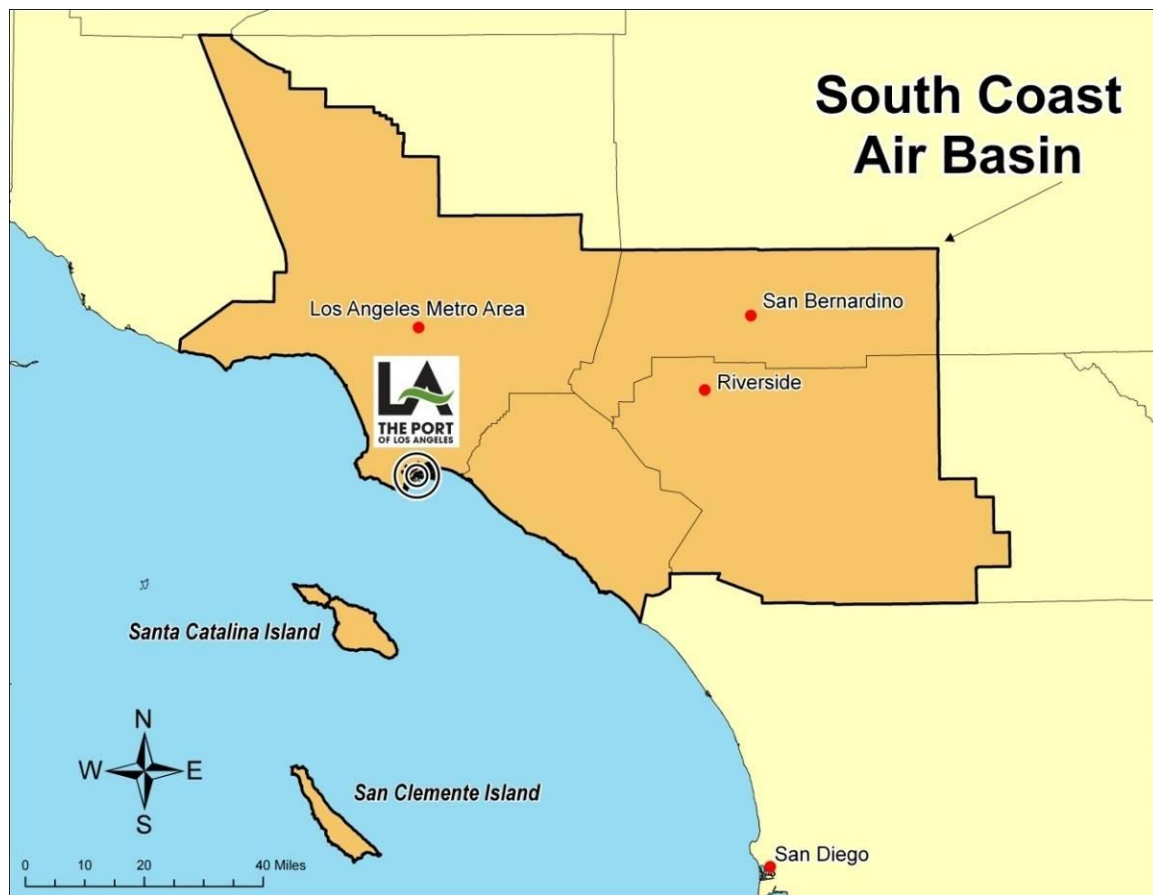 South Coast
Air Basin
San Bernardino
Los Angeles Metro Area
LA
THE PORT
OF LOS ANGELES
Riverside
Santa Catalina Island
N
W E
S
San Clemente Island
0 10 20 40 Miles
San Diego